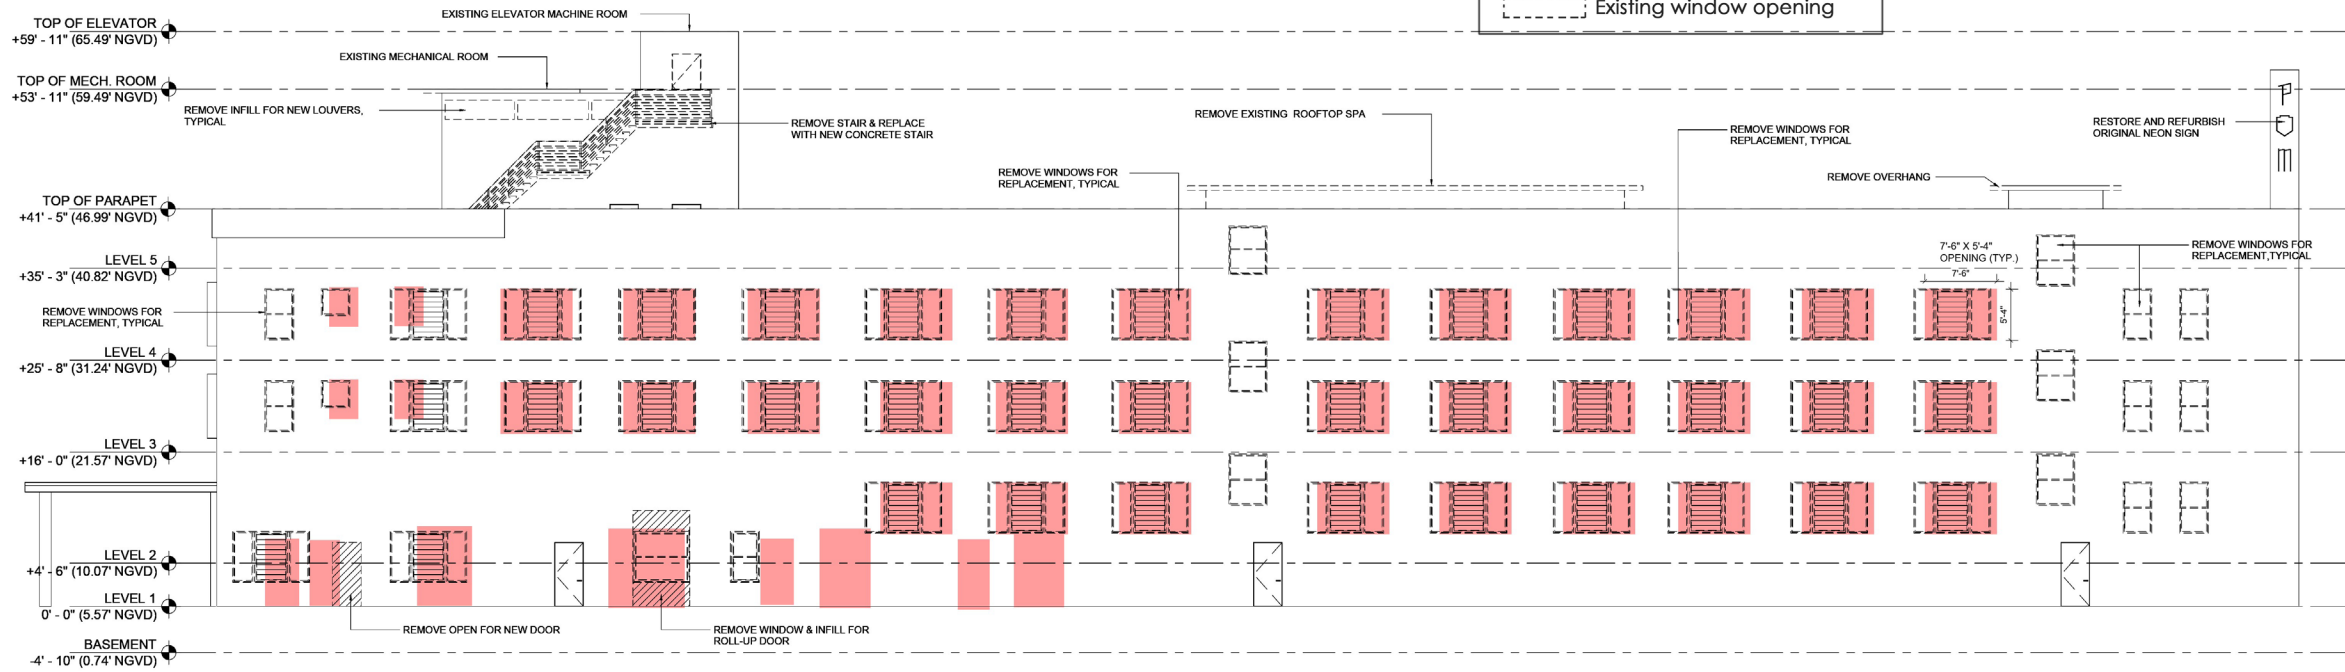 Existing window opening
EXISTING ELEVATOR MACHINE ROOM
TOP OF ELEVATOR
+59' - 11" (65.49' NGVD)
EXISTING MECHANICAL ROOM
TOP OF MECH. ROOM
+53' - 11" (59.49' NGVD)
REMOVE INFILL FOR NEW LOUVERS,
TYPICAL
REMOVE STAIR & REPLACE
WITH NEW CONCRETE STAIR
REMOVE EXISTING ROOFTOP SPA
REMOVE WINDOWS FOR
REPLACEMENT, TYPICAL
RESTORE AND REFURBISH
ORIGINAL NEON SIGN
REMOVE WINDOWS FOR
REPLACEMENT, TYPICAL
REMOVE OVERHANG
TOP OF PARAPET
+41' - 5" (46.99' NGVD)
7'-6" X 5'-4"
OPENING (TYP.)
7'-6"
5'-4"
REMOVE WINDOWS FOR
REPLACEMENT,TYPICAL
LEVEL 5
+35' - 3" (40.82' NGVD)
REMOVE WINDOWS FOR
REPLACEMENT, TYPICAL
LEVEL 4
+25' - 8" (31.24' NGVD)
LEVEL 3
+16' - 0" (21.57' NGVD)
LEVEL 2
+4' - 6" (10.07' NGVD)
LEVEL 1
0' - 0" (5.57' NGVD)
REMOVE OPEN FOR NEW DOOR
REMOVE WINDOW & INFILL FOR
ROLL-UP DOOR
BASEMENT
-4' - 10" (0.74' NGVD)